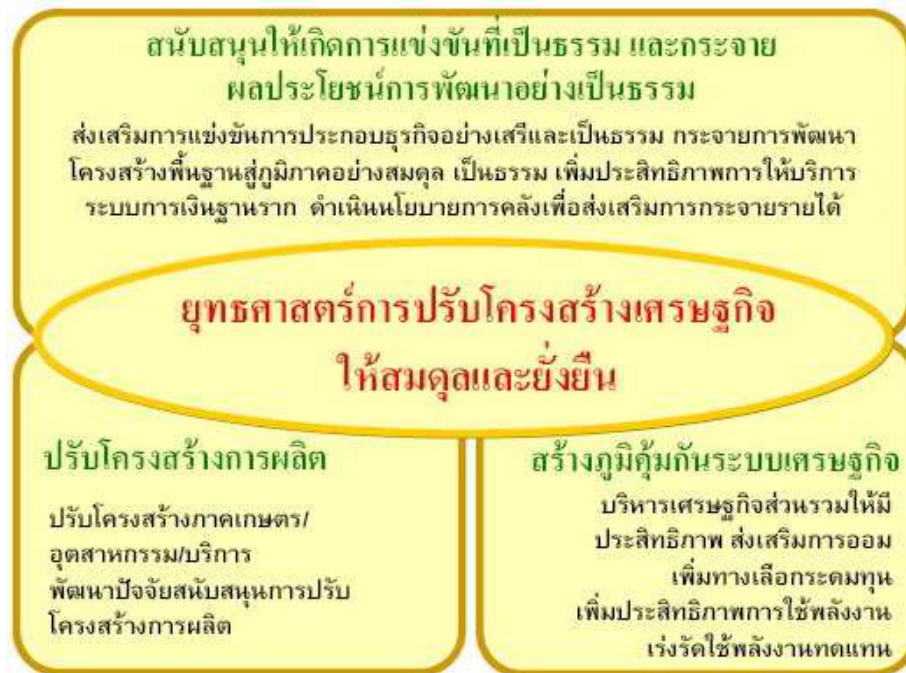 สนับสนุนให้เกิดการแข่งขันที่เป็นธรรม และกระจาย
ผลประโยชน์การพัฒนาอย่างเป็นธรรม
ส่งเสริมการแข่งขันการประกอบธุรกิจอย่างเสรีและเป็นธรรม กระจายการพัฒนา
โครงสร้างพื้นฐานสู่ภูมิภาคอย่างสมดุล เป็นธรรม เพิ่มประสิทธิภาพการให้บริการ
ระบบการเงินฐานราก ดำเนินนโยบายการคลังเพื่อส่งเสริมการกระจายรายได้
ยุทธศาสตร์การปรับโครงสร้างเศรษฐกิจ
ให้สมดุลและยั่งยืน
ปรับโครงสร้างการผลิต
ปรับโครงสร้างภาคเกษตร/
อุตสาหกรรม/บริการ
พัฒนาปัจจัยสนับสนุนการปรับ
โครงสร้างการผลิต
สร้างภูมิคุ้มกันระบบเศรษฐกิจ
บริหารเศรษฐกิจส่วนรวมให้มี
ประสิทธิภาพ ส่งเสริมการออม
เพิ่มทางเลือกระดมทุน
เพิ่มประสิทธิภาพการใช้พลังงาน
เร่งรัดใช้พลังงานทดแทน